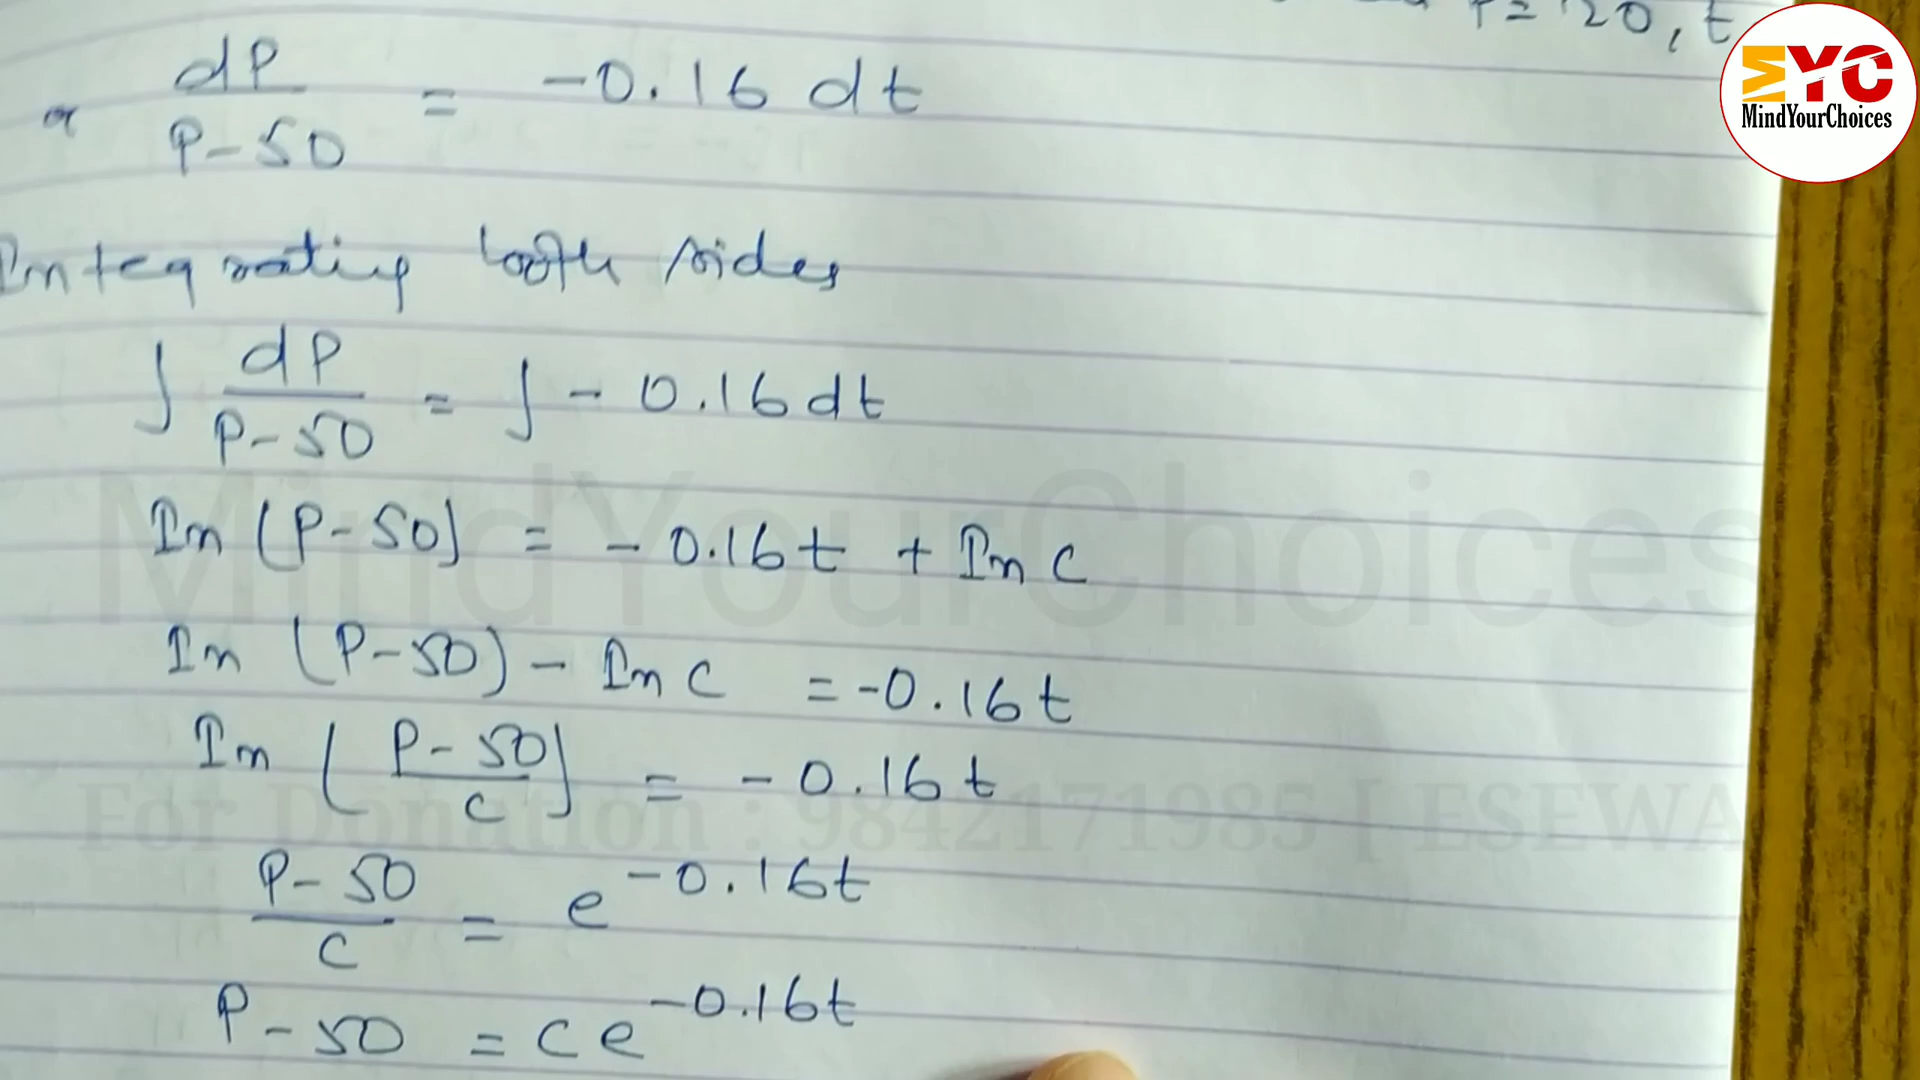 P = 20, t
MYC
MindYourChoices
or dP/(P-50) = -0.16 dt
Integrating both sides
∫ dP/(P-50) = ∫ -0.16 dt
In (P-50) = -0.16t + In c
In (P-50) - In c = -0.16t
In ((P-50)/c) = -0.16t
(P-50)/c = e^(-0.16t)
P-50 = ce^(-0.16t)
MindYourChoices
For Donation : 9842171985 | ESEWA